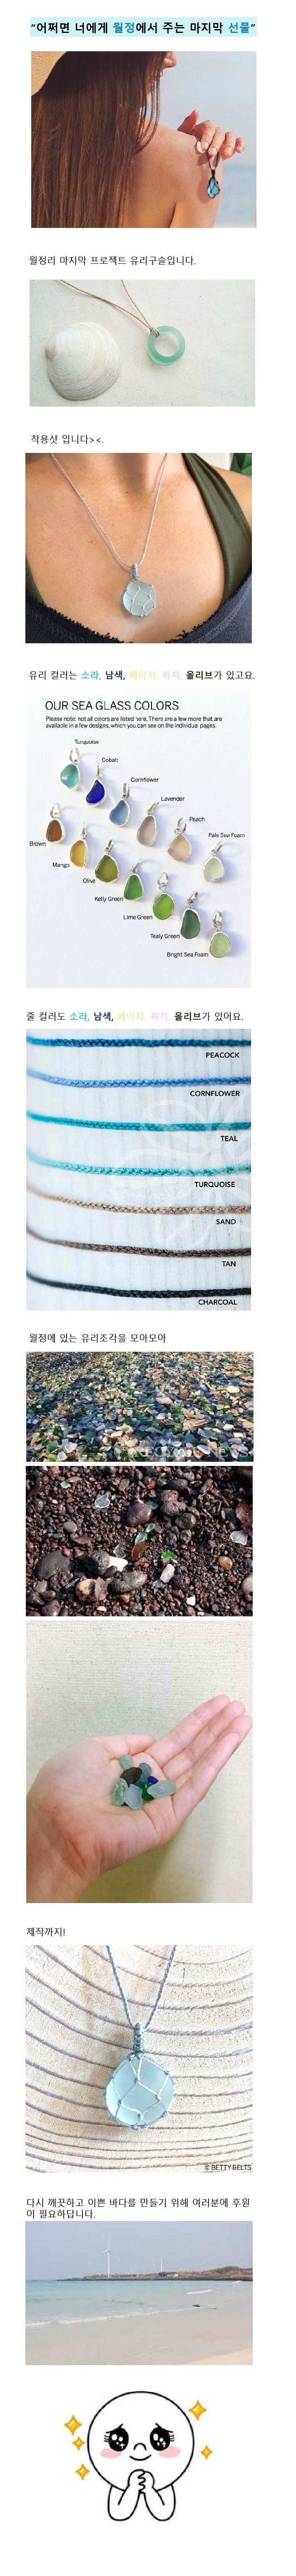 “어쩌면 너에게 월정에서 주는 마지막 선물”
월정리 마지막 프로젝트 유리구슬입니다.
착용샷 입니다><.
유리 컬러는 소라, 남색, 베이지, 피치, 올리브가 있고요.
OUR SEA GLASS COLORS
Please note: not all colors are listed here, There are a few more that are
available in a few designs, which you can see on the individual pages.
Turquoise
Cobalt
Cornflower
Lavender
Peach
Pale Sea Foam
Brown
Mango
Olive
Kelly Green
Lime Green
Tealy Green
Bright Sea Foam
줄 컬러도 소라, 남색, 베이지, 피치, 올리브가 있어요.
PEACOCK
CORNFLOWER
TEAL
TURQUOISE
SAND
TAN
CHARCOAL
월정에 있는 유리조각을 모아모아
제작까지!
© BETTY BELTS
다시 깨끗하고 이쁜 바다를 만들기 위해 여러분에 후원
이 필요하답니다.